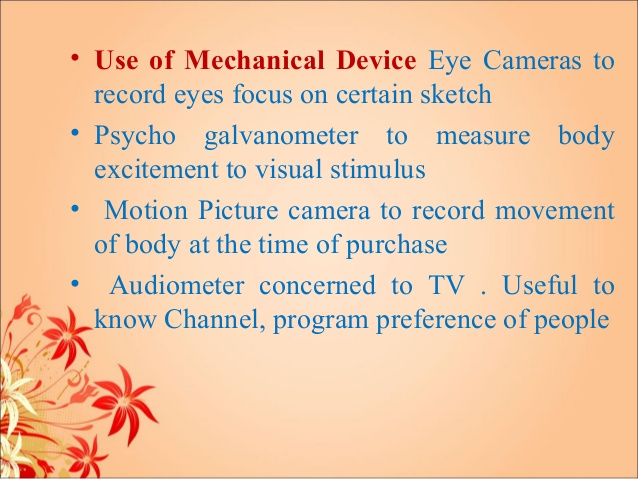 • Use of Mechanical Device Eye Cameras to
record eyes focus on certain sketch
• Psycho galvanometer to measure body
excitement to visual stimulus
• Motion Picture camera to record movement
of body at the time of purchase
• Audiometer concerned to TV . Useful to
know Channel, program preference of people